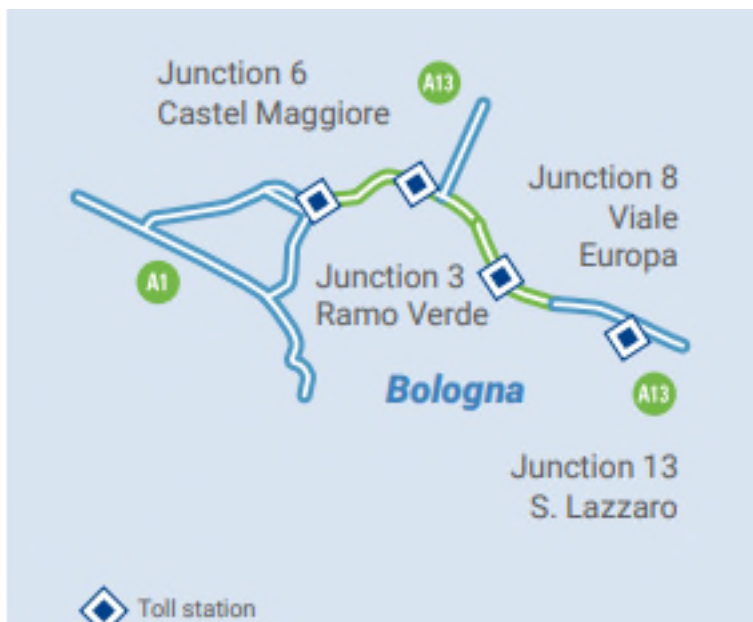 Junction 6
Castel Maggiore
A13
Junction 8
Viale
Europa
A1
Junction 3
Ramo Verde
Bologna
A13
Junction 13
S. Lazzaro
Toll station